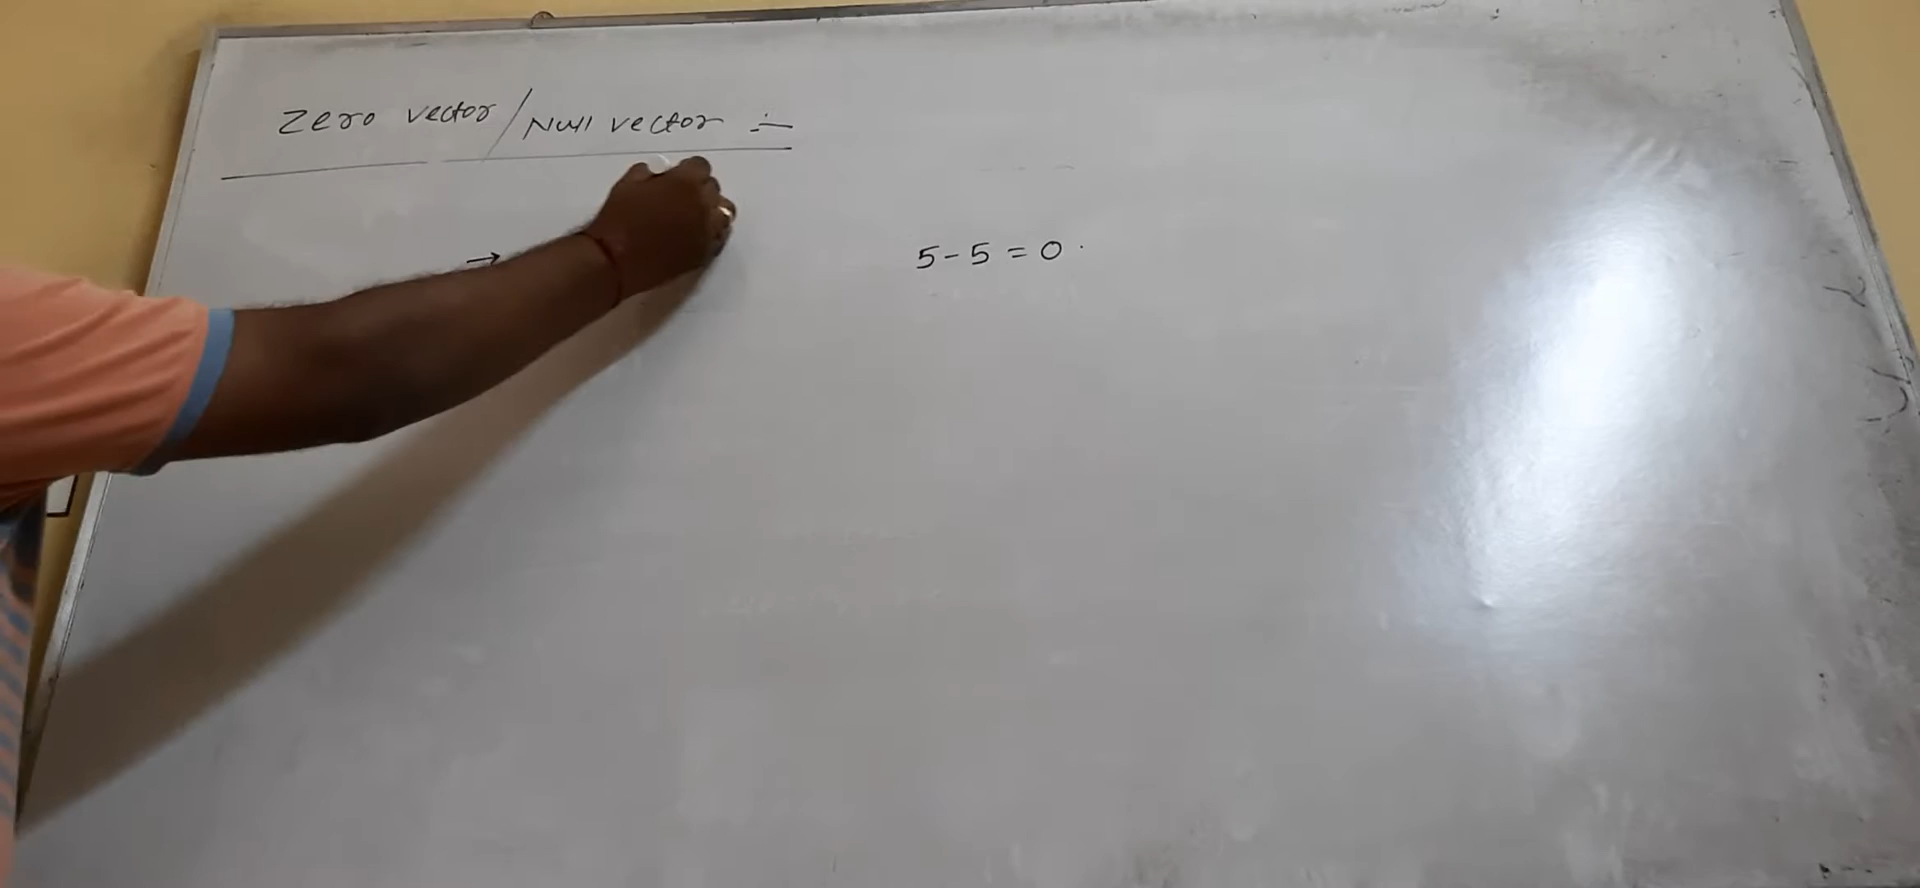 Zero vector / Null vector :-
→
5 - 5 = 0 .